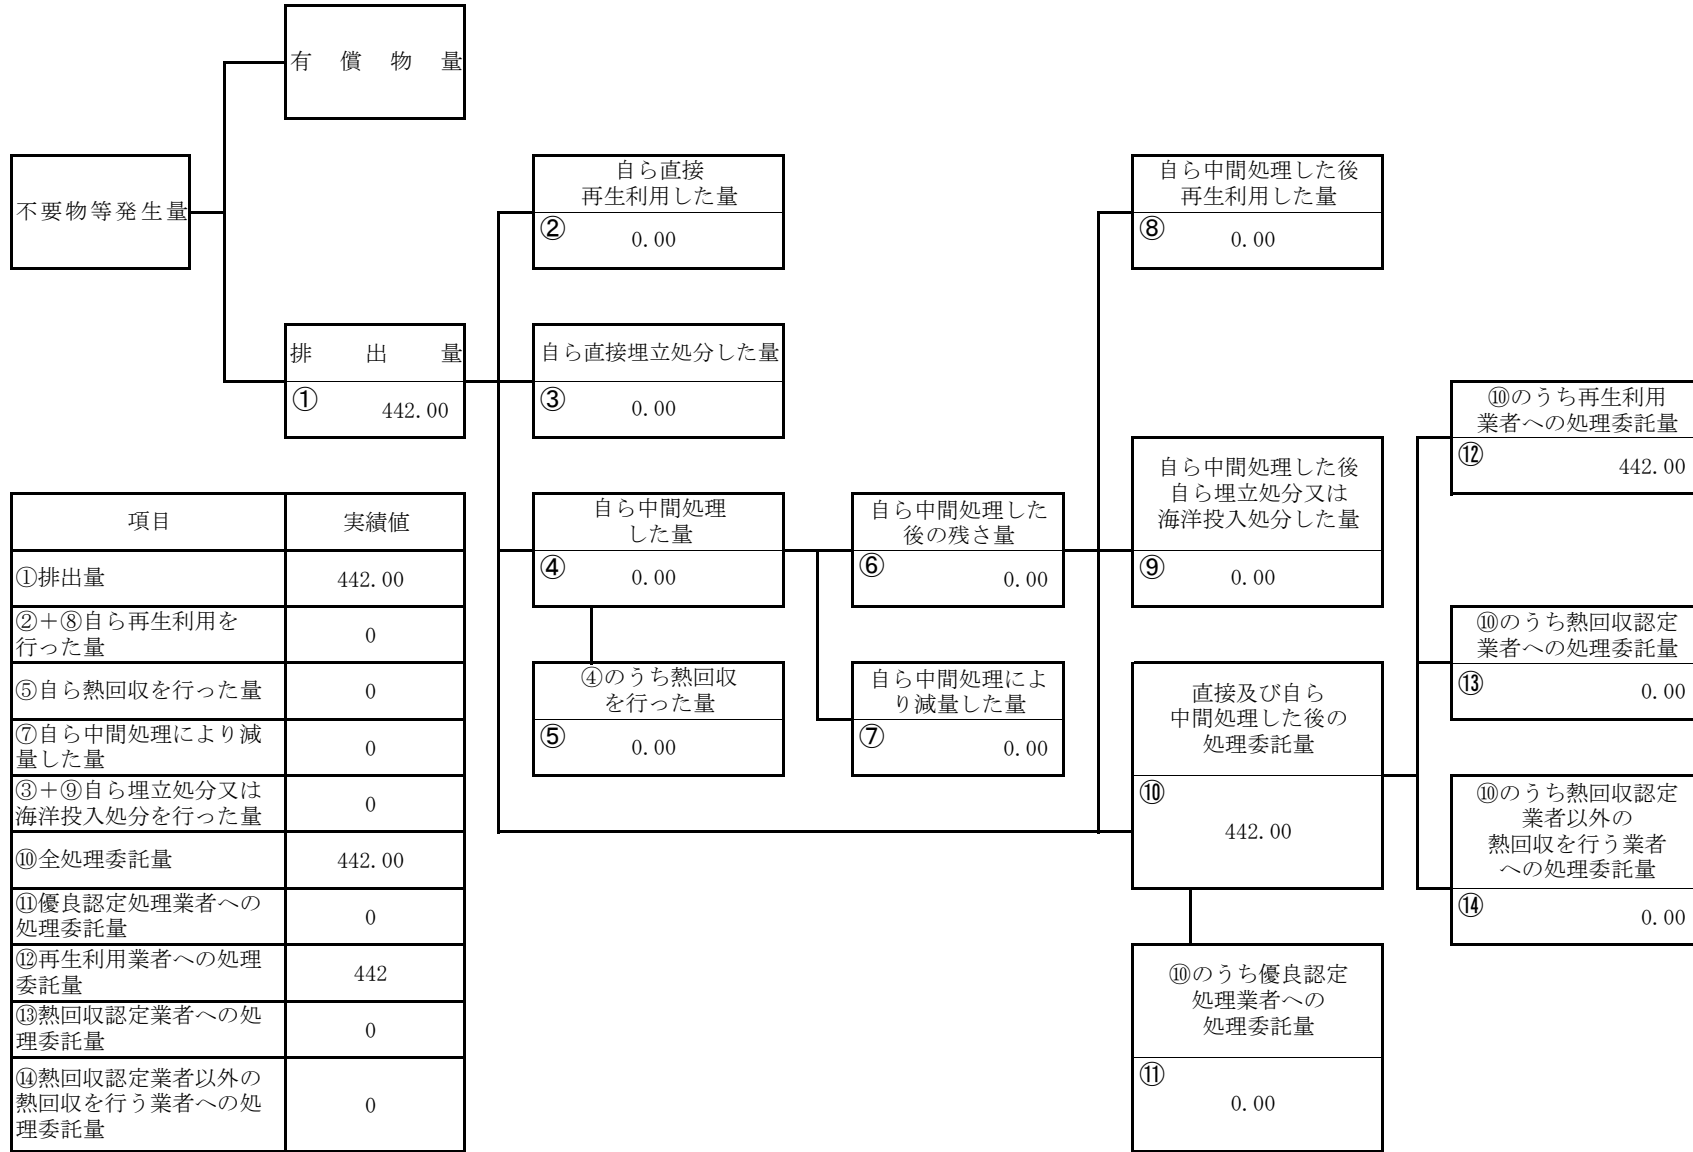 有償物量
不要物等発生量
排出量
①
442.00
自ら直接
再生利用した量
②
0.00
自ら直接埋立処分した量
③
0.00
自ら中間処理
した量
④
0.00
④のうち熱回収
を行った量
⑤
0.00
自ら中間処理した
後の残さ量
⑥
0.00
自ら中間処理によ
り減量した量
⑦
0.00
自ら中間処理した後
再生利用した量
⑧
0.00
自ら中間処理した後
自ら埋立処分又は
海洋投入処分した量
⑨
0.00
直接及び自ら
中間処理した後の
処理委託量
⑩
442.00
⑩のうち優良認定
処理業者への
処理委託量
⑪
0.00
⑩のうち再生利用
業者への処理委託量
⑫
442.00
⑩のうち熱回収認定
業者への処理委託量
⑬
0.00
⑩のうち熱回収認定
業者以外の
熱回収を行う業者
への処理委託量
⑭
0.00
項目 実績値
①排出量 442.00
②＋⑧自ら再生利用を
行った量 0
⑤自ら熱回収を行った量 0
⑦自ら中間処理により減
量した量 0
③＋⑨自ら埋立処分又は
海洋投入処分を行った量 0
⑩全処理委託量 442.00
⑪優良認定処理業者への
処理委託量 0
⑫再生利用業者への処理
委託量 442
⑬熱回収認定業者への処
理委託量 0
⑭熱回収認定業者以外の
熱回収を行う業者への処
理委託量 0